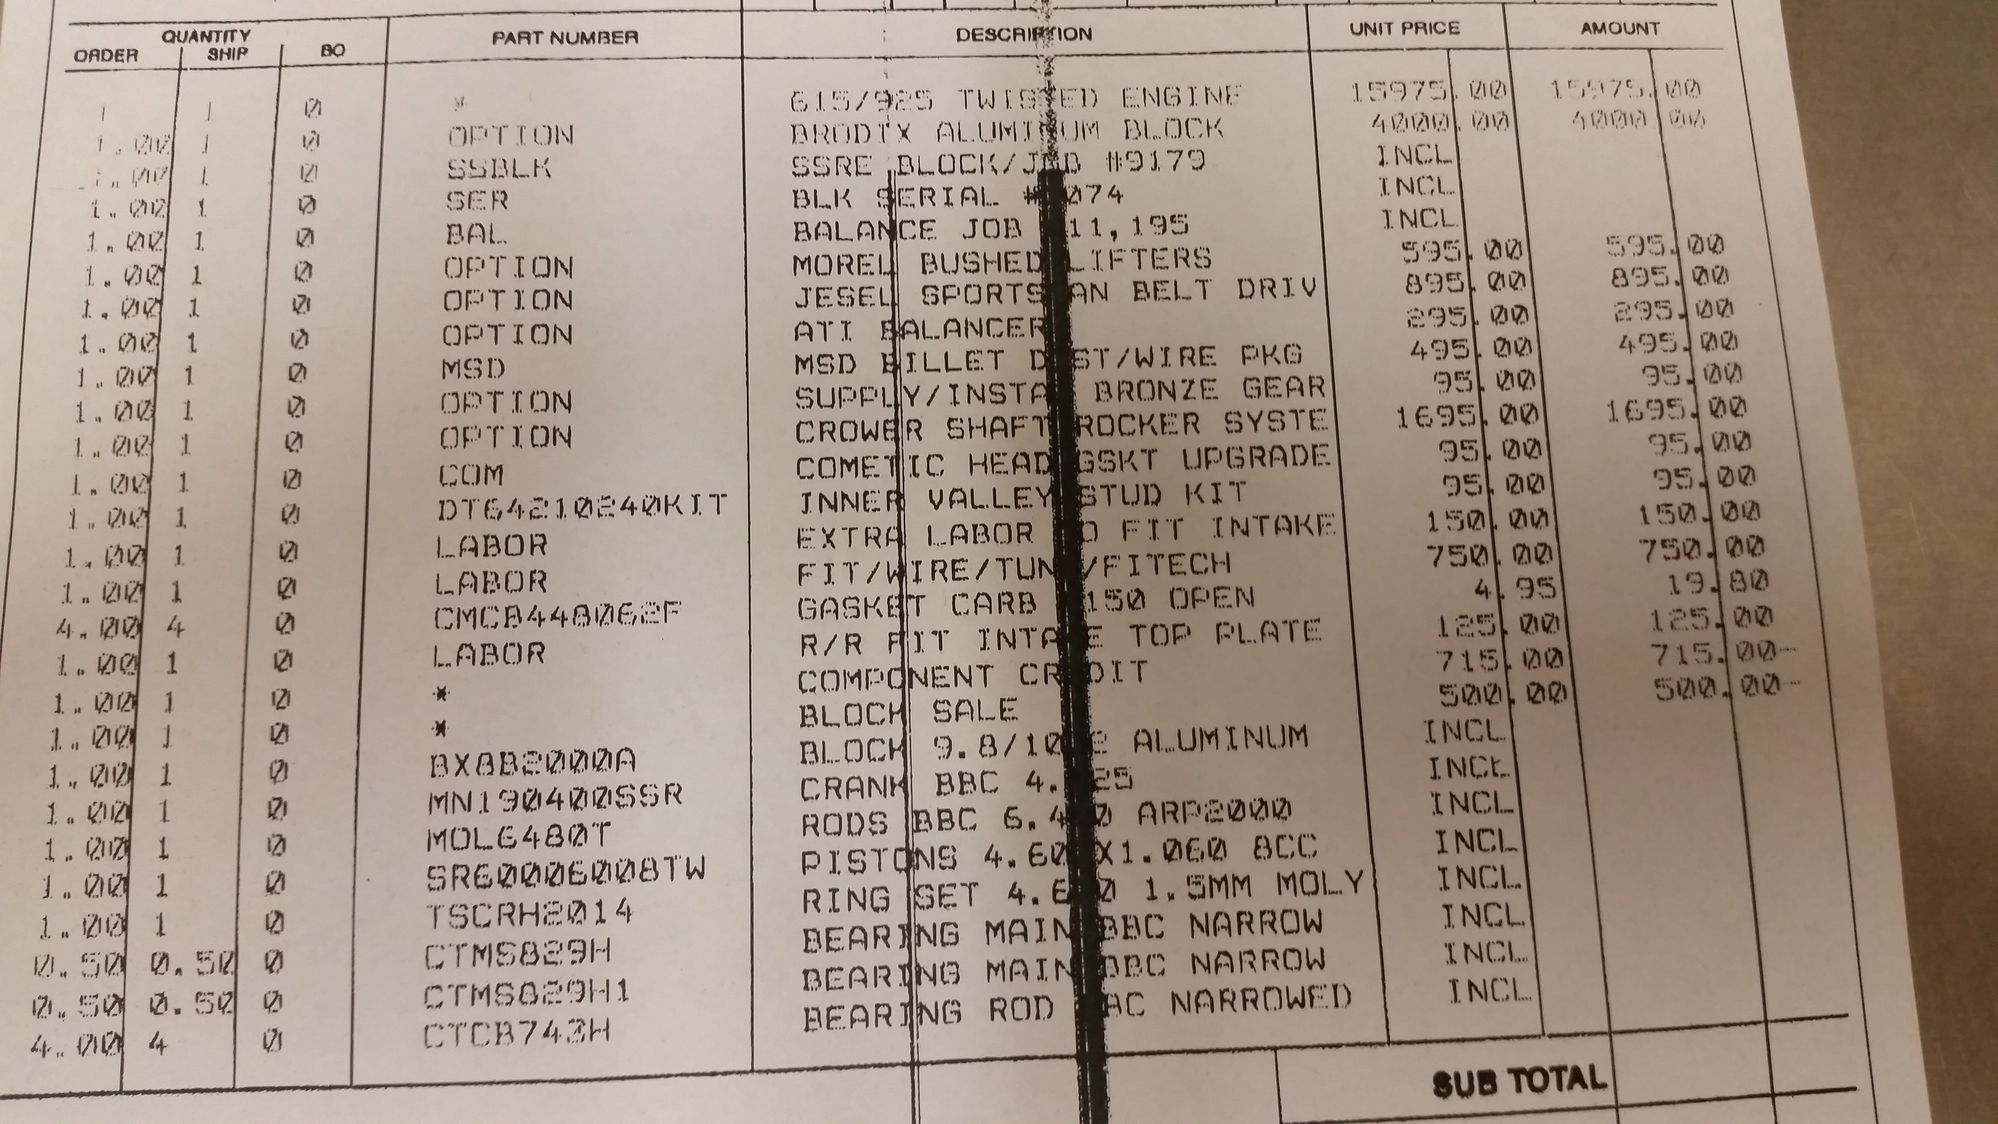 QUANTITY PART NUMBER DESCRIPTION UNIT PRICE AMOUNT
ORDER SHIP BO
1 1 0 * 615/925 TWISTED ENGINE 15975.00 15975.00
1.00 1 0 OPTION BRODIX ALUMINUM BLOCK 4000.00 4000.00
1.00 1 0 SSBLK SSRE BLOCK/JOB #9179 INCL
1.00 1 0 SER BLK SERIAL INCL
1.00 1 0 BAL BALANCE JOB 11,195 INCL
1.00 1 0 OPTION MOREL BUSHED LIFTERS 595.00 595.00
1.00 1 0 OPTION JESEL SPORTSMAN BELT DRIV 895.00 895.00
1.00 1 0 OPTION ATI BALANCER 295.00 295.00
1.00 1 0 MSD MSD BILLET DIST/WIRE PKG 495.00 495.00
1.00 1 0 OPTION SUPPLY/INSTAL BRONZE GEAR 95.00 95.00
1.00 1 0 OPTION CROWER SHAFT ROCKER SYSTE 1695.00 1695.00
1.00 1 0 COM COMETIC HEAD GSKT UPGRADE 95.00 95.00
1.00 1 0 DT64210240KIT INNER VALLEY STUD KIT 95.00 95.00
1.00 1 0 LABOR EXTRA LABOR TO FIT INTAKE 150.00 150.00
1.00 1 0 LABOR FIT/WIRE/TUNE/FITECH 750.00 750.00
4.00 4 0 CMCB448062F GASKET CARB 4150 OPEN 4.95 19.80
1.00 1 0 LABOR R/R FIT INTAKE TOP PLATE 125.00 125.00
1.00 1 0 * COMPONENT CREDIT 715.00 715.00-
1.00 1 0 * BLOCK SALE 500.00 500.00-
1.00 1 0 BX8B2000A BLOCK 9.8/10.2 ALUMINUM INCL
1.00 1 0 MN190400SSR CRANK BBC INCL
1.00 1 0 MOL6480T RODS BBC 6.480 ARP2000 INCL
1.00 1 0 SR60006008TW PISTONS 4.600X1.060 8CC INCL
1.00 1 0 TSCRH2014 RING SET 4.600 1.5MM MOLY INCL
0.50 0.50 0 CTMS829H BEARING MAIN BBC NARROW INCL
0.50 0.50 0 CTMS829H1 BEARING MAIN BBC NARROW INCL
4.00 4 0 CTCB743H BEARING ROD BBC NARROWED INCL
SUB TOTAL